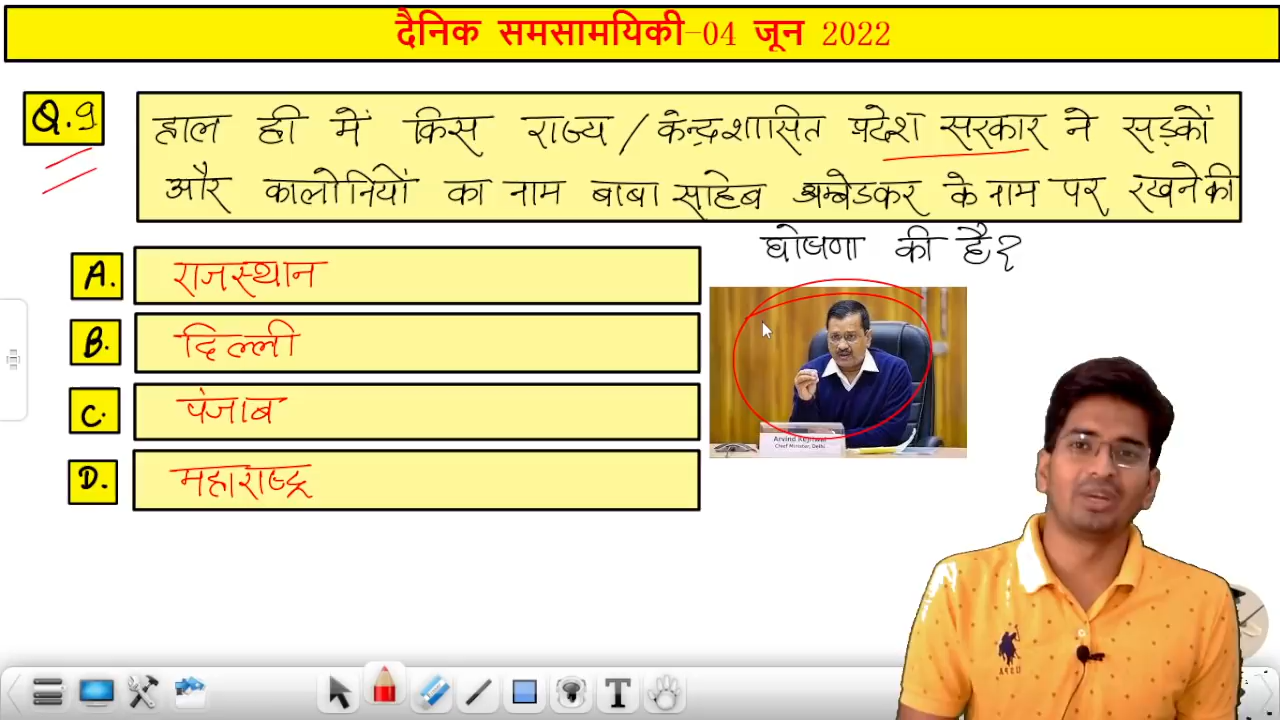 दैनिक समसामयिकी-04 जून 2022
Q.9
हाल ही में किस राज्य/केन्द्रशासित प्रदेश सरकार ने सड़कों
और कालोनियों का नाम बाबा साहेब अम्बेडकर के नाम पर रखने की
घोषणा की है?
A. राजस्थान
B. दिल्ली
C. पंजाब
D. महाराष्ट्र
Arvind Kejriwal
Chief Minister, Delhi
T